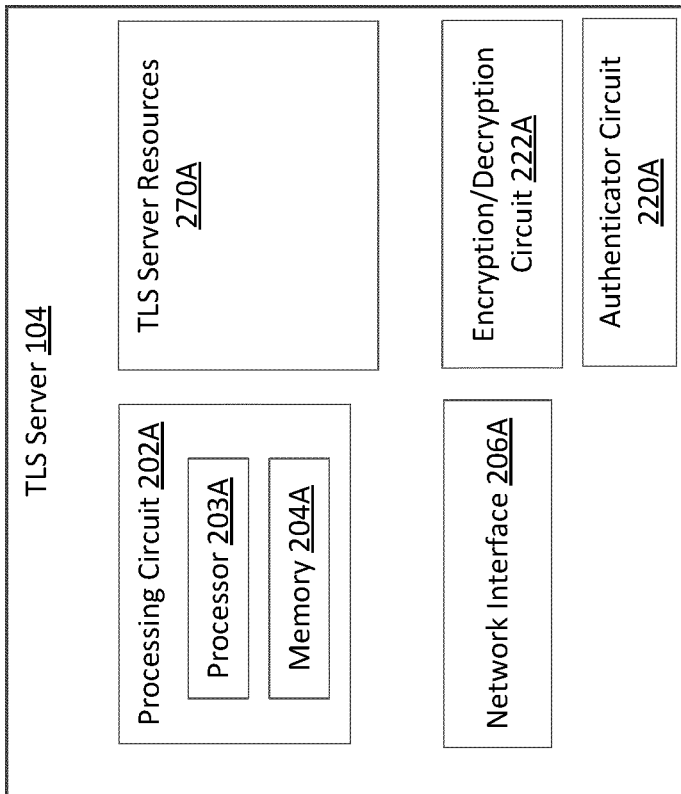 TLS Server 104
Processing Circuit 202A
Processor 203A
Memory 204A
TLS Server Resources
270A
Network Interface 206A
Encryption/Decryption
Circuit 222A
Authenticator Circuit
220A